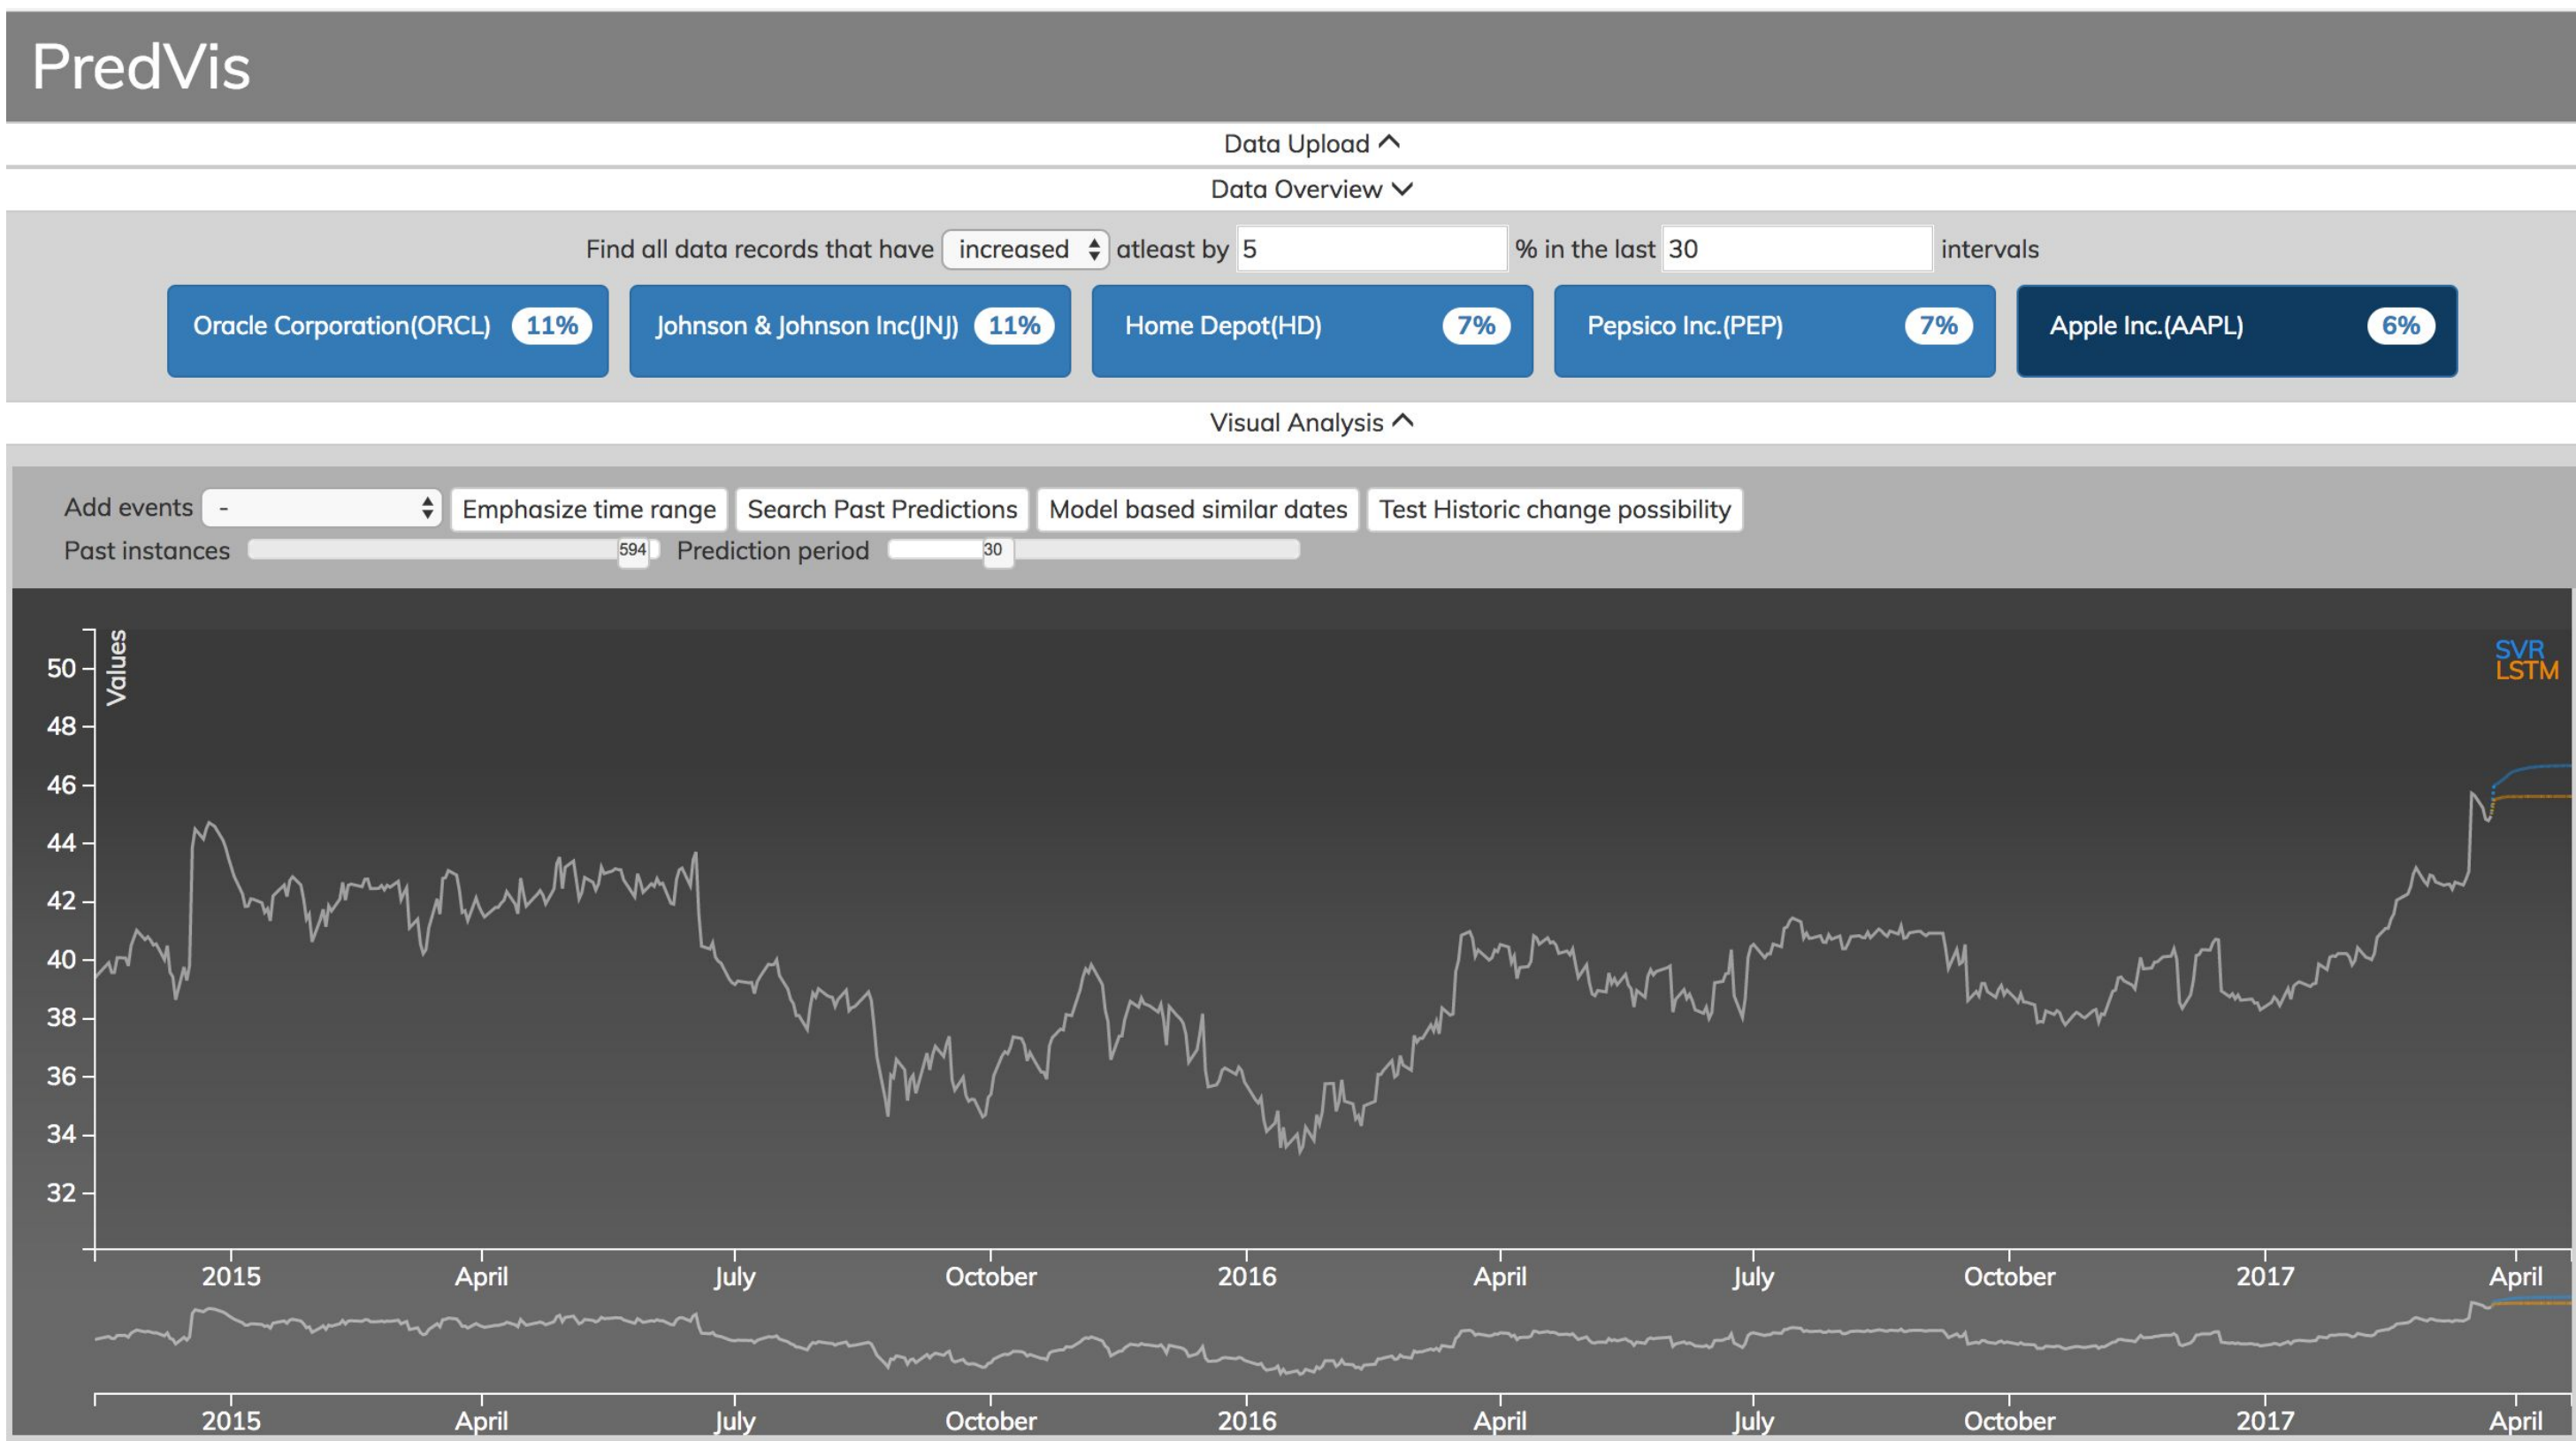 PredVis
Data Upload
Data Overview
Find all data records that have increased atleast by 5 % in the last 30 intervals
Oracle Corporation(ORCL) 11% Johnson & Johnson Inc(JNJ) 11% Home Depot(HD) 7% Pepsico Inc.(PEP) 7% Apple Inc.(AAPL) 6%
Visual Analysis
Add events - Emphasize time range Search Past Predictions Model based similar dates Test Historic change possibility
Past instances 594 Prediction period 30
Values
SVR
LSTM
50
48
46
44
42
40
38
36
34
32
2015 April July October 2016 April July October 2017 April
2015 April July October 2016 April July October 2017 April